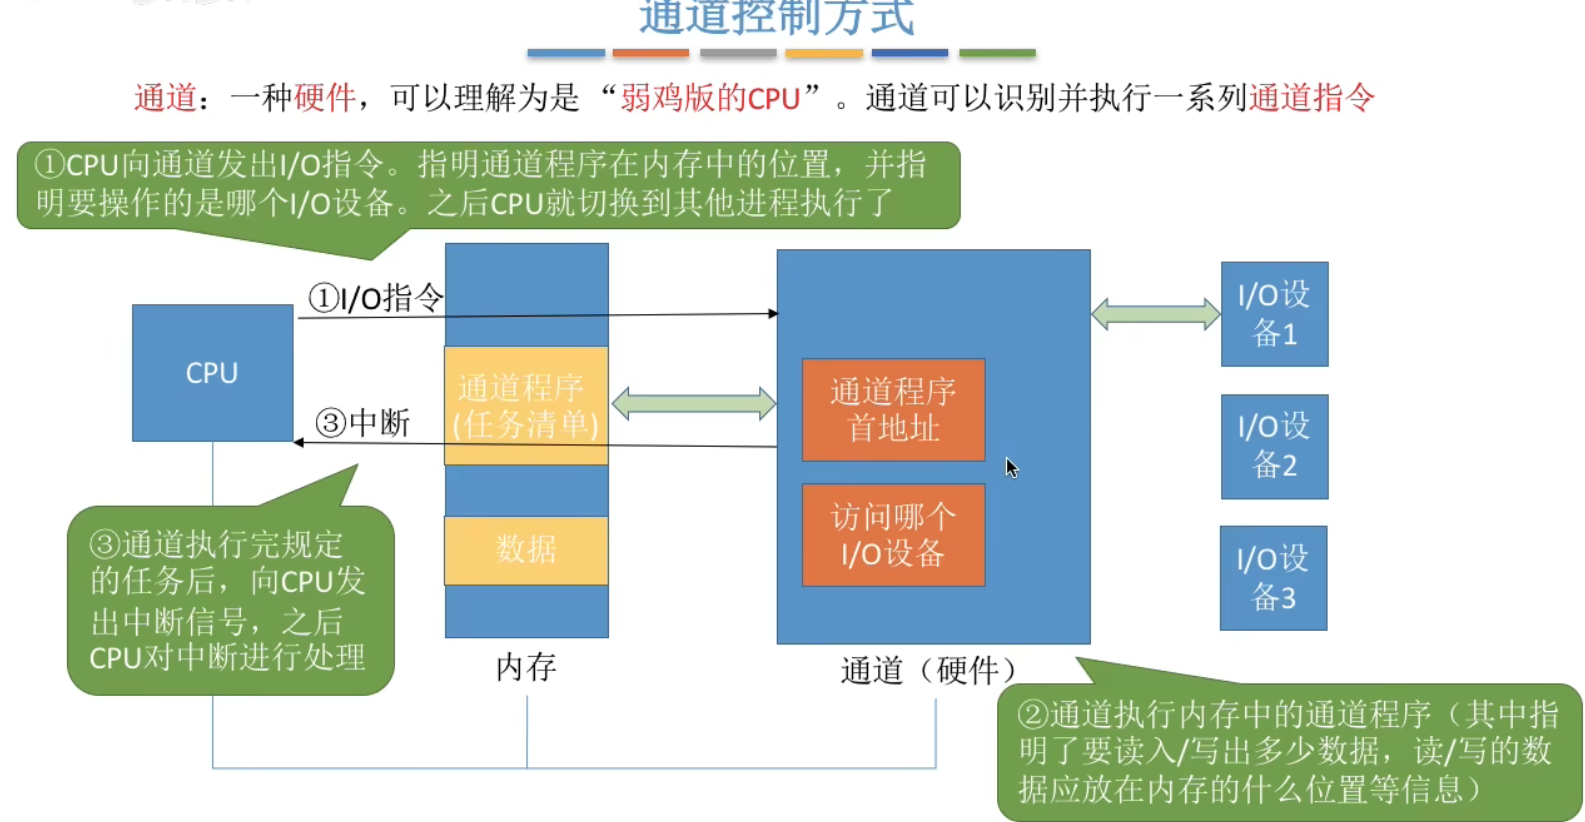 通道控制方式
通道：一种硬件，可以理解为是“弱鸡版的CPU”。通道可以识别并执行一系列通道指令
①CPU向通道发出I/O指令。指明通道程序在内存中的位置，并指
明要操作的是哪个I/O设备。之后CPU就切换到其他进程执行了
①I/O指令
CPU
通道程序
(任务清单)
③中断
数据
内存
通道程序
首地址
访问哪个
I/O设备
通道（硬件）
I/O设
备1
I/O设
备2
I/O设
备3
③通道执行完规定
的任务后，向CPU发
出中断信号，之后
CPU对中断进行处理
②通道执行内存中的通道程序（其中指
明了要读入/写出多少数据，读/写的数
据应放在内存的什么位置等信息）